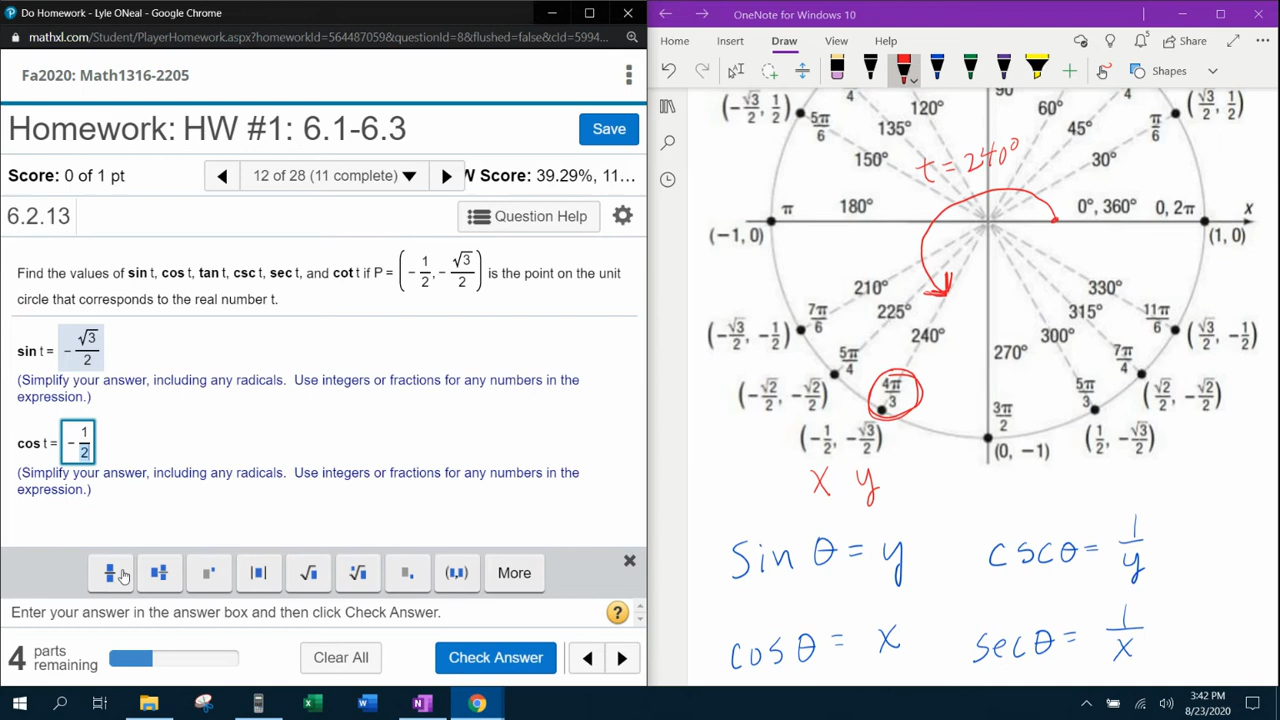 Do Homework - Lyle ONeal - Google Chrome
mathxl.com/Student/PlayerHomework.aspx?homeworkId=564487059&questionId=8&flushed=false&cId=5994...
Fa2020: Math1316-2205
Homework: HW #1: 6.1-6.3
Save
Score: 0 of 1 pt
12 of 28 (11 complete)
W Score: 39.29%, 11...
6.2.13
Question Help
Find the values of sin t, cos t, tan t, csc t, sec t, and cot t if P = (-1/2, -√3/2) is the point on the unit
circle that corresponds to the real number t.
sin t = -√3/2
(Simplify your answer, including any radicals. Use integers or fractions for any numbers in the
expression.)
cos t = -1/2
(Simplify your answer, including any radicals. Use integers or fractions for any numbers in the
expression.)
More
Enter your answer in the answer box and then click Check Answer.
?
4 parts
remaining
Clear All
Check Answer
OneNote for Windows 10
Home Insert Draw View Help
Share
Shapes
4 120° 90 60° 4
(-√3/2, 1/2) 5π/6 135° 45° π/6 (√3/2, 1/2)
150° t = 240° 30°
π 180° 0°, 360° 0, 2π x
(-1, 0) (1, 0)
210° 330°
(-√3/2, -1/2) 7π/6 225° 315° 11π/6 (√3/2, -1/2)
240° 300°
5π/4 270° 7π/4
(-√2/2, -√2/2) 4π/3 5π/3 (√2/2, -√2/2)
3π/2
(-1/2, -√3/2) (0, -1) (1/2, -√3/2)
x y
sin θ = y cscθ = 1/y
cosθ = x secθ = 1/x
3:42 PM
8/23/2020